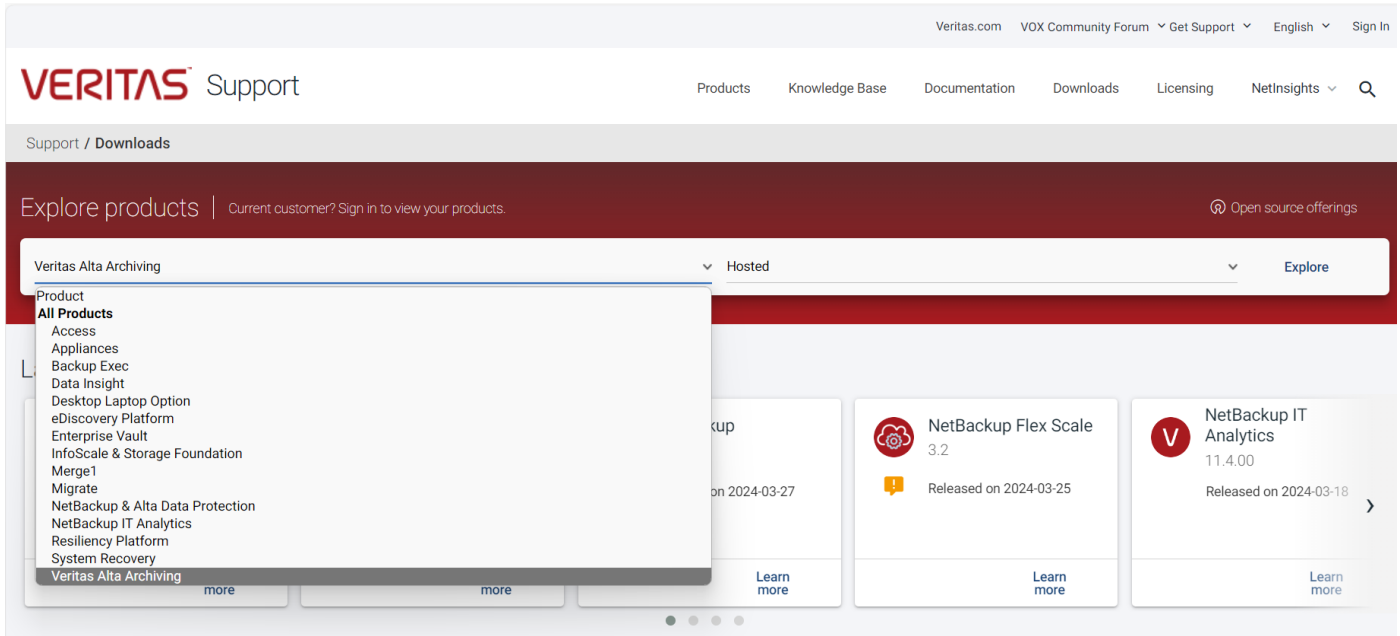 Veritas.com VOX Community Forum Get Support English Sign In
VERITAS™ Support
Products Knowledge Base Documentation Downloads Licensing NetInsights
Support / Downloads
Explore products Current customer? Sign in to view your products. Open source offerings
Veritas Alta Archiving Hosted Explore
Product
All Products
Access
Appliances
Backup Exec
Data Insight
Desktop Laptop Option
eDiscovery Platform
Enterprise Vault
InfoScale & Storage Foundation
Merge1
Migrate
NetBackup & Alta Data Protection
NetBackup IT Analytics
Resiliency Platform
System Recovery
Veritas Alta Archiving
more
more
on 2024-03-27
Learn
more
NetBackup Flex Scale
3.2
Released on 2024-03-25
Learn
more
NetBackup IT
Analytics
V
11.4.00
Released on 2024-03-18
Learn
more